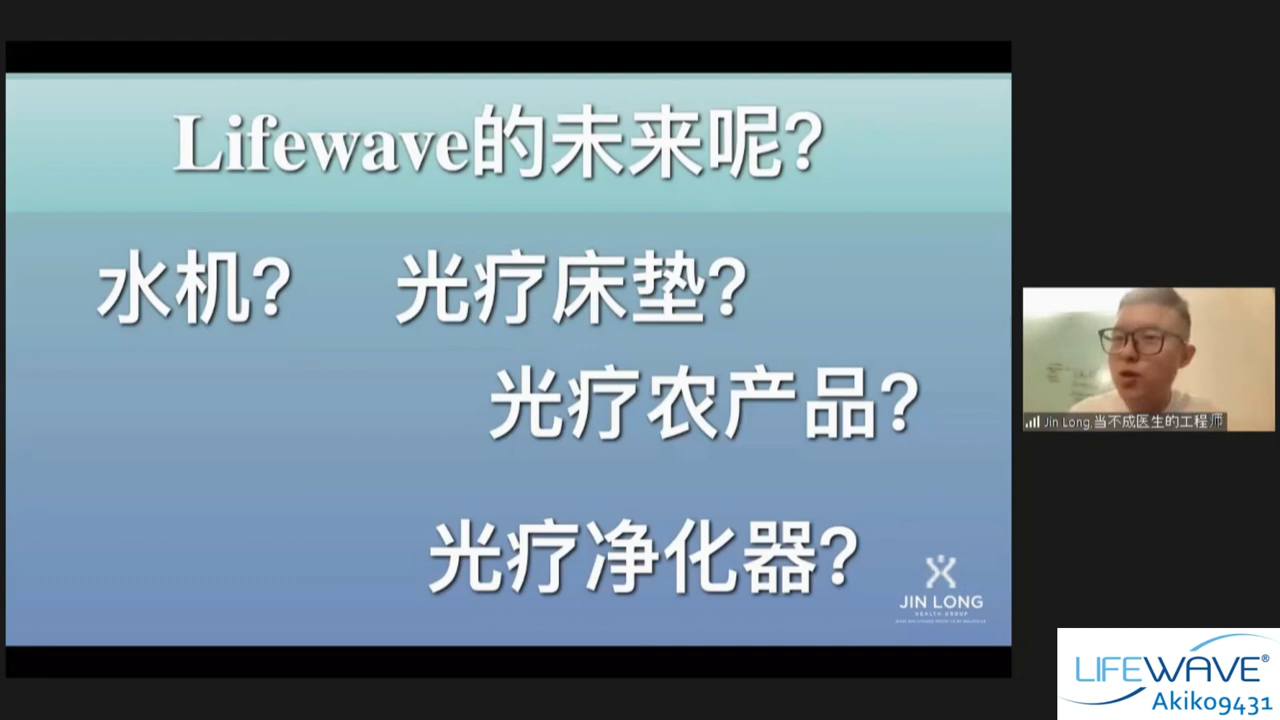 Lifewave的未来呢?
水机? 光疗床垫?
光疗农产品?
光疗净化器?
JIN LONG
HEALTH GROUP
Jin Long 当不成医生的工程师
LIFEWAVE®
Akiko9431